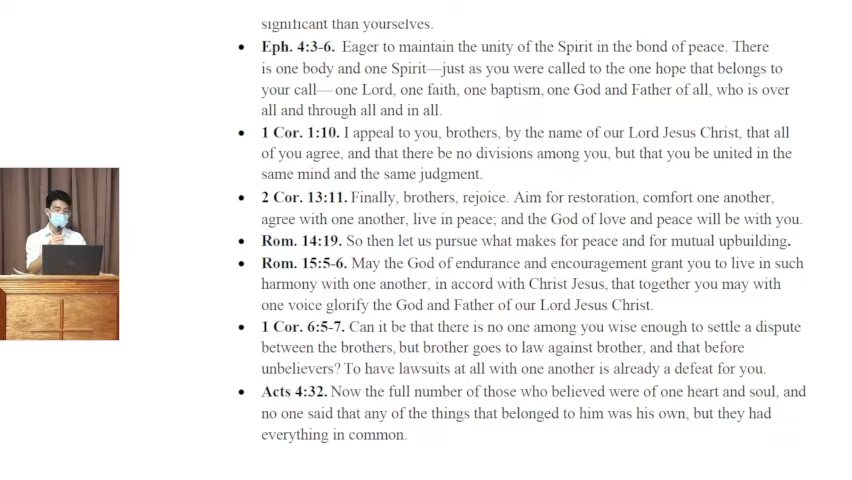 significant than yourselves.
• Eph. 4:3-6. Eager to maintain the unity of the Spirit in the bond of peace. There
is one body and one Spirit—just as you were called to the one hope that belongs to
your call— one Lord, one faith, one baptism, one God and Father of all, who is over
all and through all and in all.
• 1 Cor. 1:10. I appeal to you, brothers, by the name of our Lord Jesus Christ, that all
of you agree, and that there be no divisions among you, but that you be united in the
same mind and the same judgment.
• 2 Cor. 13:11. Finally, brothers, rejoice. Aim for restoration, comfort one another,
agree with one another, live in peace; and the God of love and peace will be with you.
• Rom. 14:19. So then let us pursue what makes for peace and for mutual upbuilding.
• Rom. 15:5-6. May the God of endurance and encouragement grant you to live in such
harmony with one another, in accord with Christ Jesus, that together you may with
one voice glorify the God and Father of our Lord Jesus Christ.
• 1 Cor. 6:5-7. Can it be that there is no one among you wise enough to settle a dispute
between the brothers, but brother goes to law against brother, and that before
unbelievers? To have lawsuits at all with one another is already a defeat for you.
• Acts 4:32. Now the full number of those who believed were of one heart and soul, and
no one said that any of the things that belonged to him was his own, but they had
everything in common.